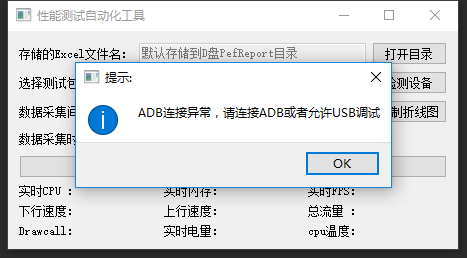 性能测试自动化工具
存储的Excel文件名：
默认存储到D盘PefReport目录
打开目录
提示:
选择测试包
检测设备
ADB连接异常，请连接ADB或者允许USB调试
数据采集间
制折线图
数据采集时
OK
实时CPU ：
实时内存:
实时FPS:
下行速度:
上行速度:
总流量 ：
Drawcall:
实时电量:
cpu温度: